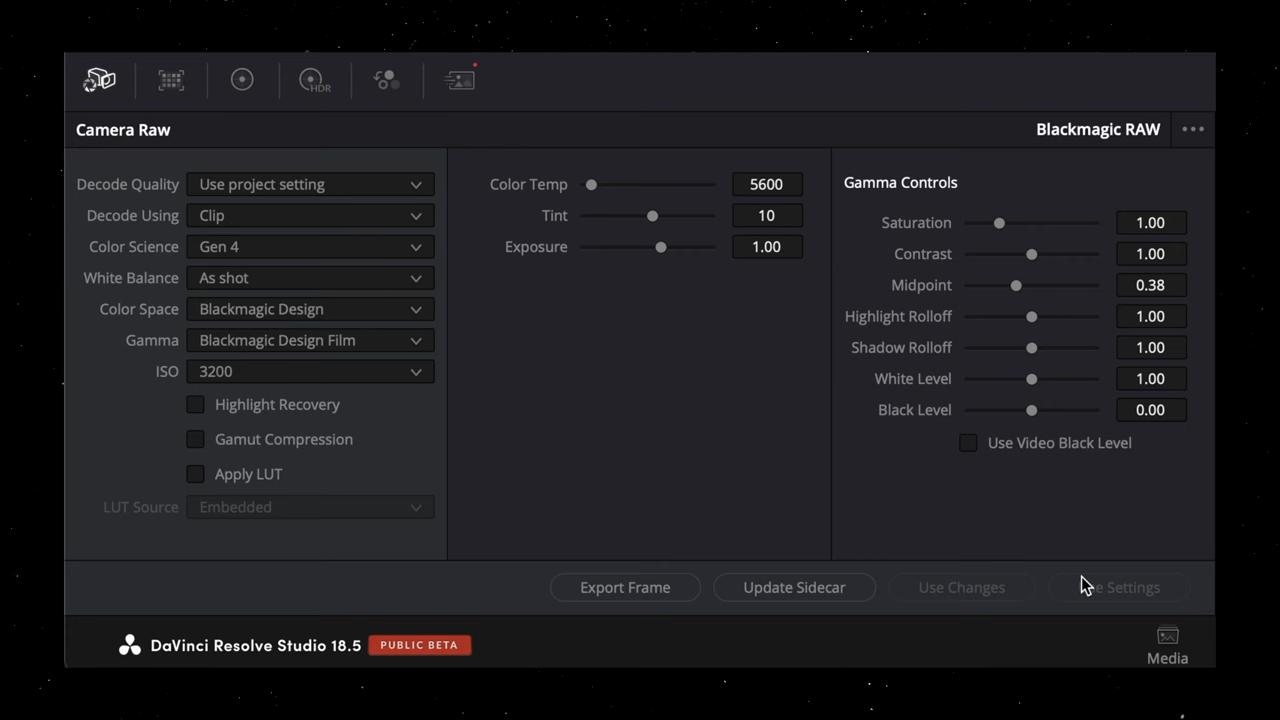 HDR
Camera Raw
Blackmagic RAW
Decode Quality Use project setting
Decode Using Clip
Color Science Gen 4
White Balance As shot
Color Space Blackmagic Design
Gamma Blackmagic Design Film
ISO 3200
Highlight Recovery
Gamut Compression
Apply LUT
LUT Source Embedded
Color Temp 5600
Tint 10
Exposure 1.00
Gamma Controls
Saturation 1.00
Contrast 1.00
Midpoint 0.38
Highlight Rolloff 1.00
Shadow Rolloff 1.00
White Level 1.00
Black Level 0.00
Use Video Black Level
Export Frame
Update Sidecar
Use Changes
Settings
DaVinci Resolve Studio 18.5 PUBLIC BETA
Media